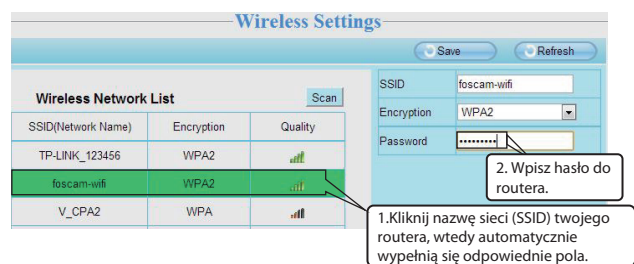 Wireless Settings
Save Refresh
Wireless Network List Scan
SSID(Network Name) Encryption Quality
TP-LINK_123456 WPA2
foscam-wifi WPA2
V_CPA2 WPA
SSID foscam-wifi
Encryption WPA2
Password •••••••••
2. Wpisz hasło do
routera.
1.Kliknij nazwę sieci (SSID) twojego
routera, wtedy automatycznie
wypełnią się odpowiednie pola.